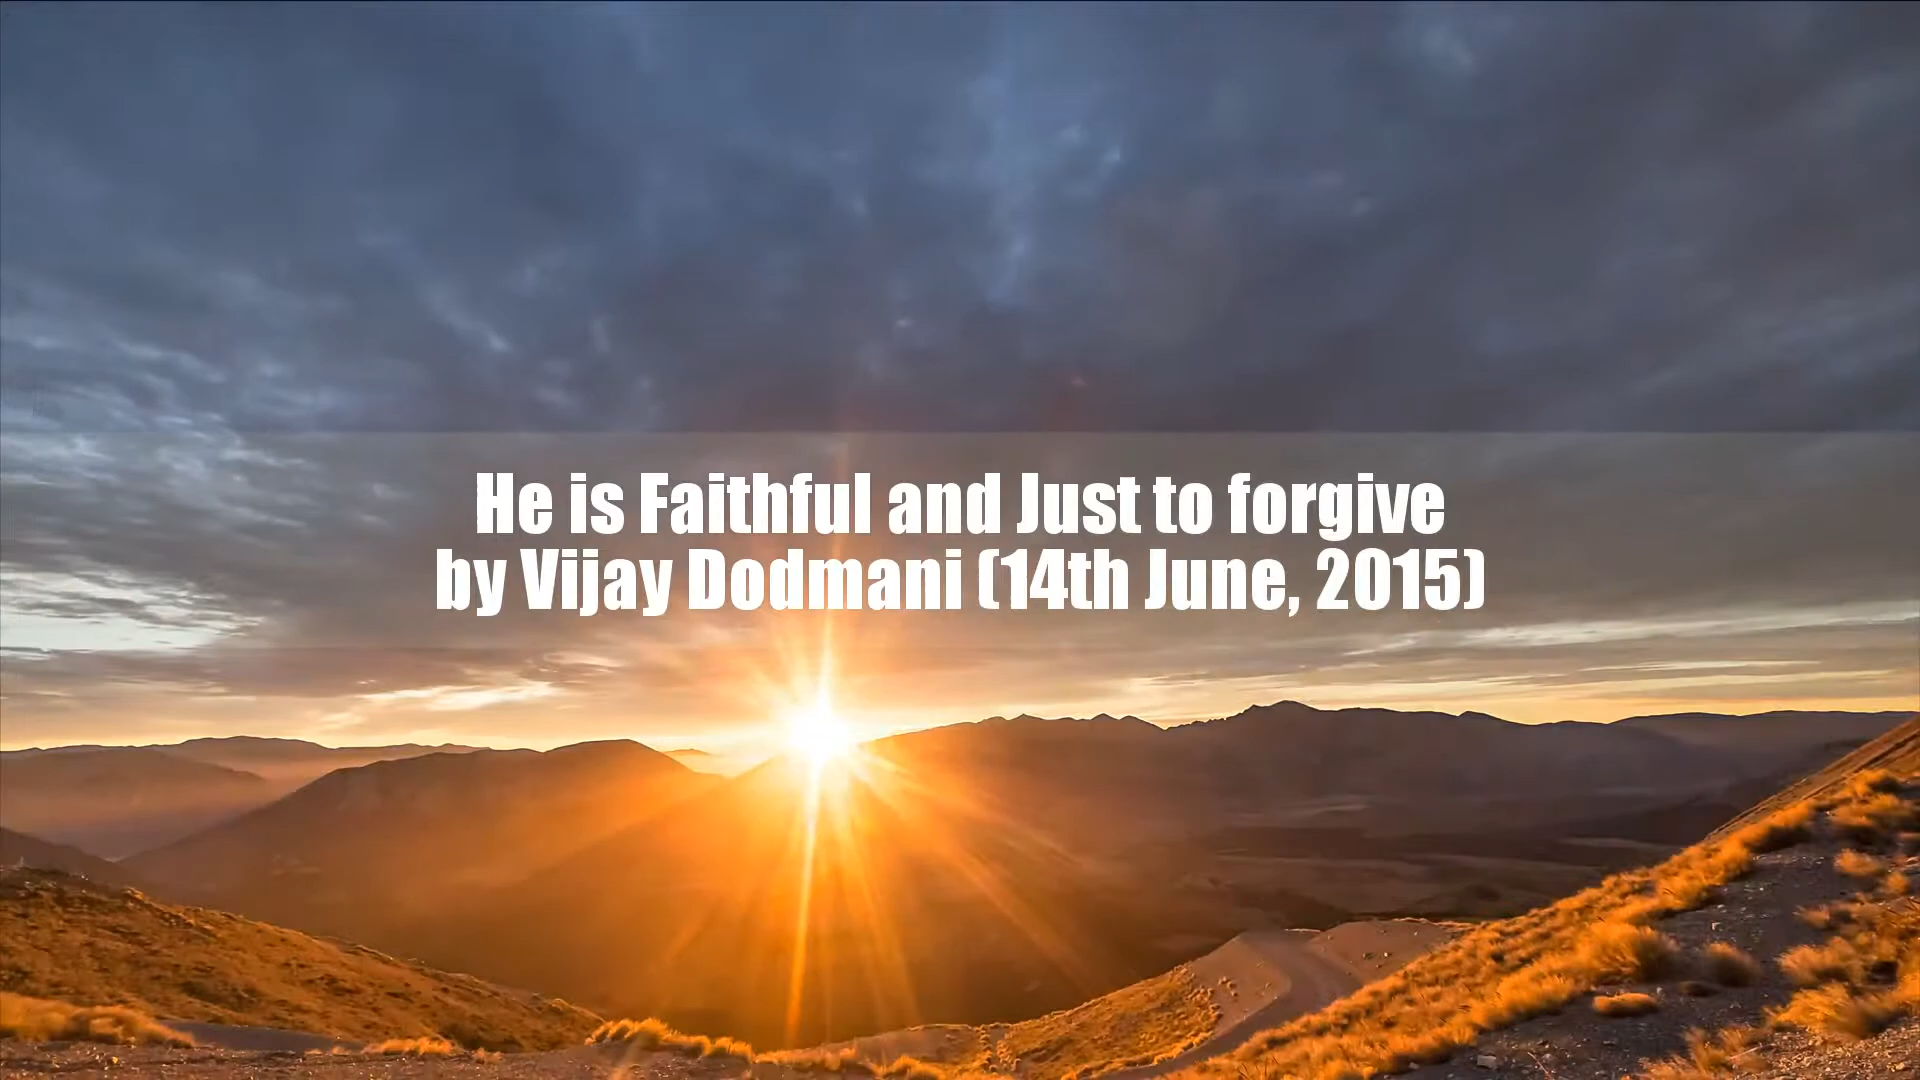 He is Faithful and Just to forgive
by Vijay Dodmani (14th June, 2015)